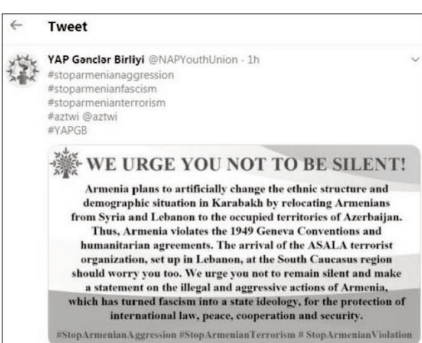 Tweet
YAP Gənclər Birliyi @NAPYouthUnion · 1h
#stoparmenianaggression
#stoparmenianfascism
#stoparmenianterrorism
#aztwi @aztwi
#YAPGB
WE URGE YOU NOT TO BE SILENT!
Armenia plans to artificially change the ethnic structure and
demographic situation in Karabakh by relocating Armenians
from Syria and Lebanon to the occupied territories of Azerbaijan.
Thus, Armenia violates the 1949 Geneva Conventions and
humanitarian agreements. The arrival of the ASALA terrorist
organization, set up in Lebanon, at the South Caucasus region
should worry you too. We urge you not to remain silent and make
a statement on the illegal and aggressive actions of Armenia,
which has turned fascism into a state ideology, for the protection of
international law, peace, cooperation and security.
#StopArmenianAggression #StopArmenianTerrorism # StopArmenianViolation